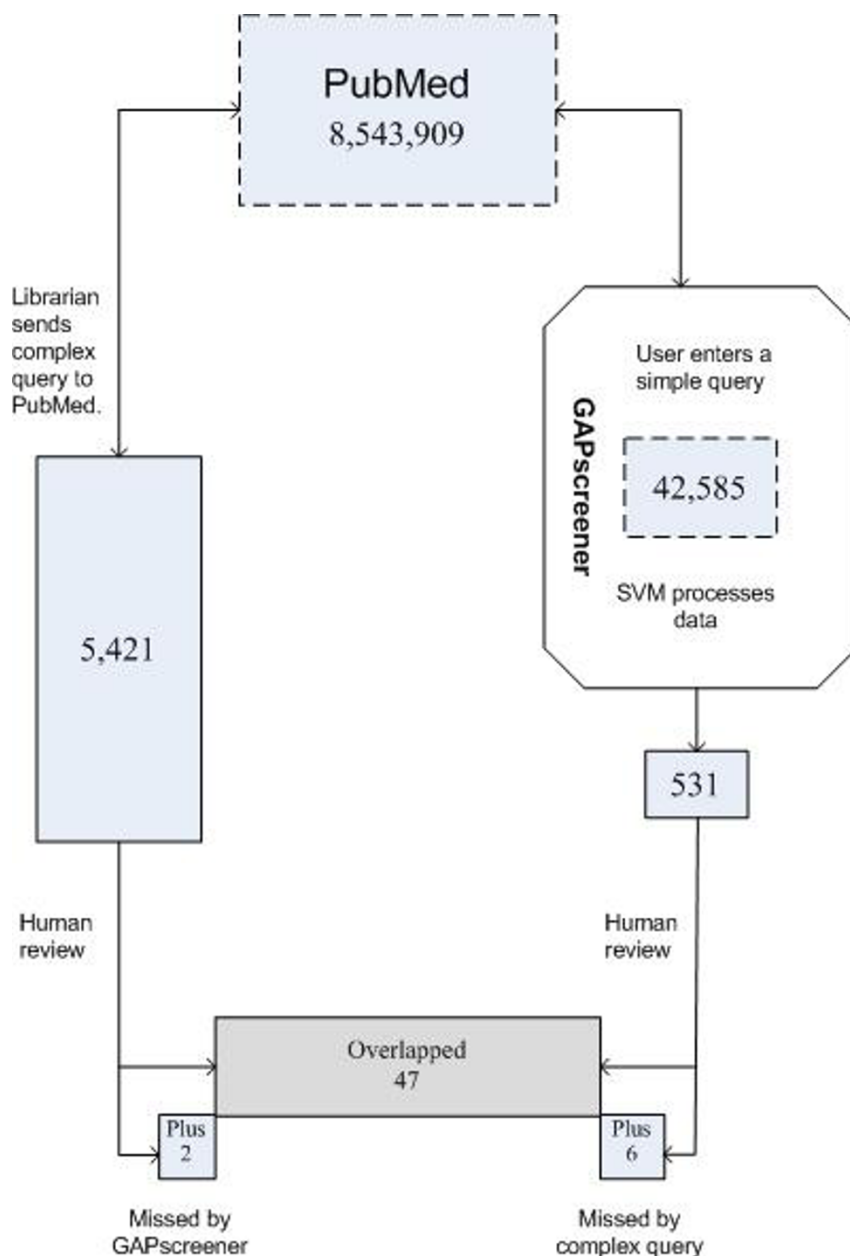 PubMed
8,543,909
Librarian
sends
complex
query to
PubMed.
User enters a
simple query
GAPscreener
42,585
SVM processes
data
5,421
531
Human
review
Human
review
Overlapped
47
Plus
2
Plus
6
Missed by
GAPscreener
Missed by
complex query